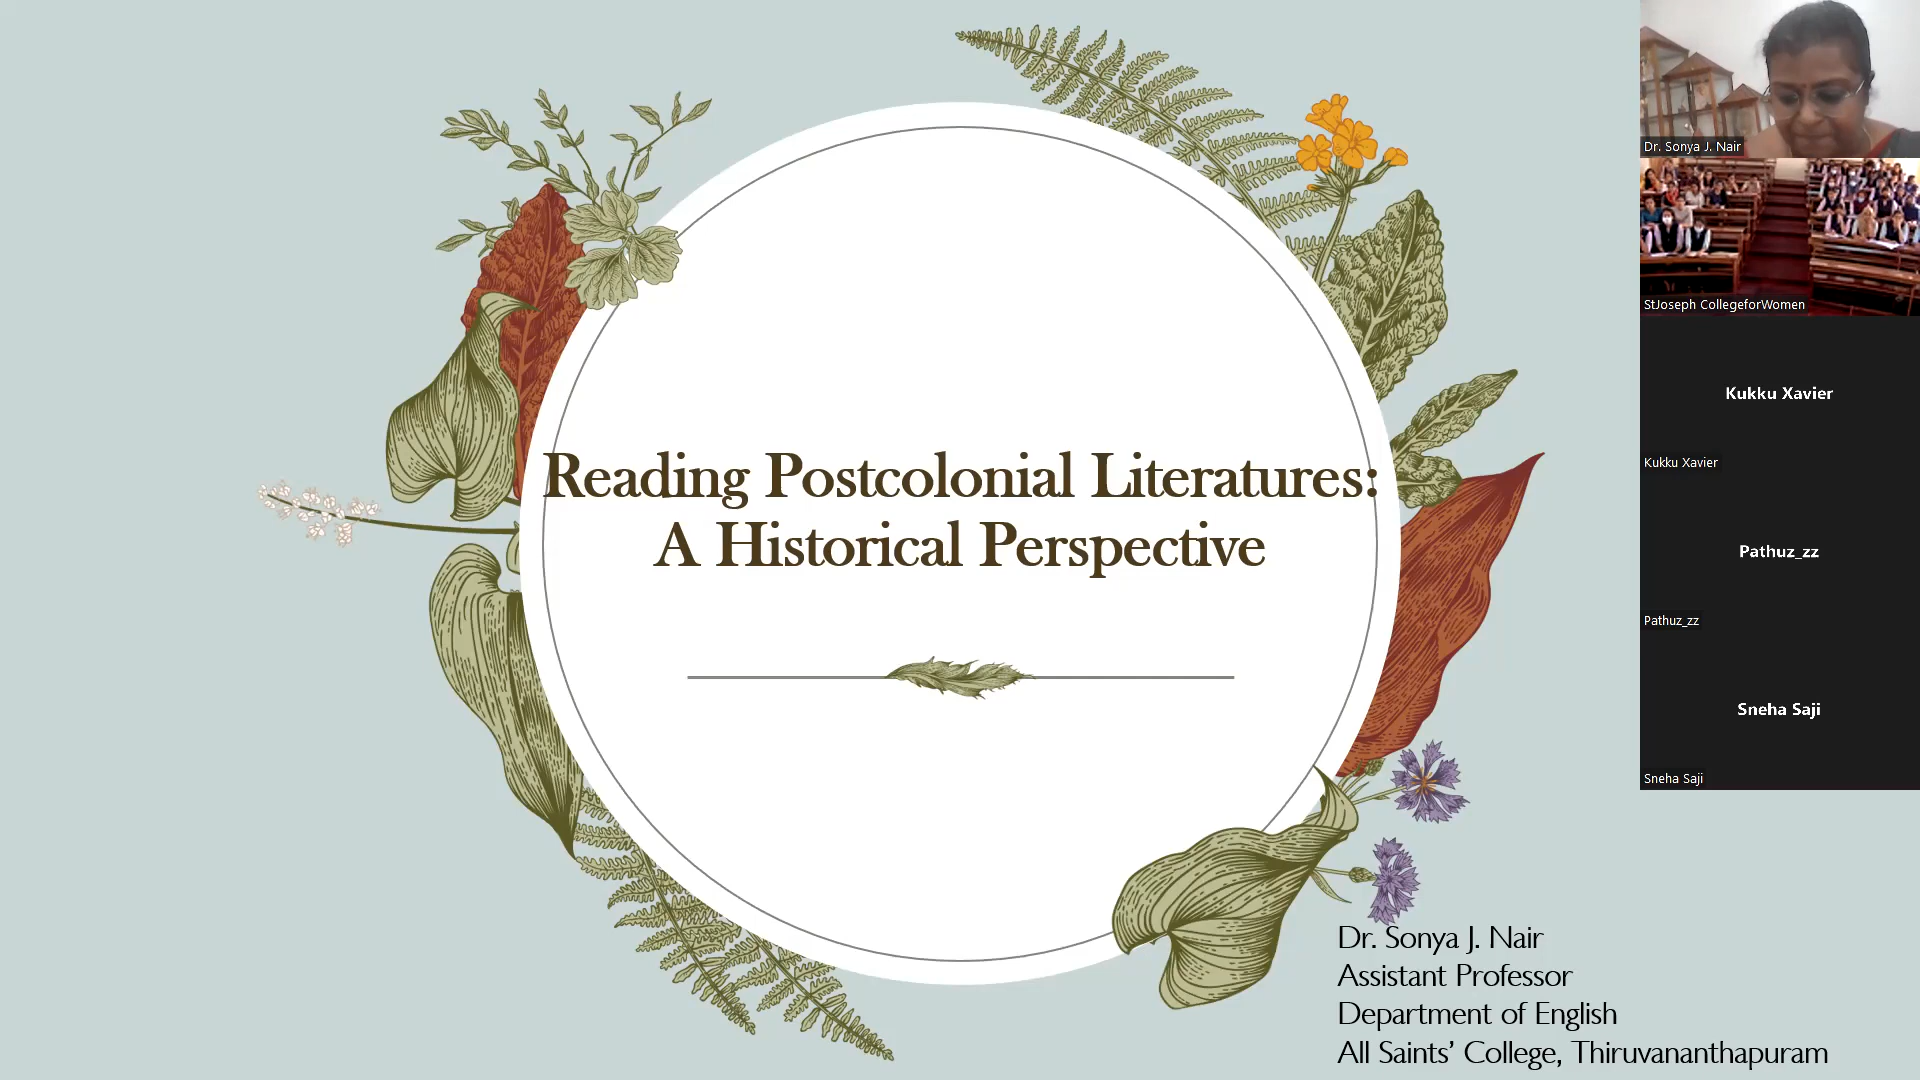 Reading Postcolonial Literatures:
A Historical Perspective
Dr. Sonya J. Nair
Assistant Professor
Department of English
All Saints’ College, Thiruvananthapuram
Dr. Sonya J. Nair
StJoseph CollegeforWomen
Kukku Xavier
Kukku Xavier
Pathuz_zz
Pathuz_zz
Sneha Saji
Sneha Saji